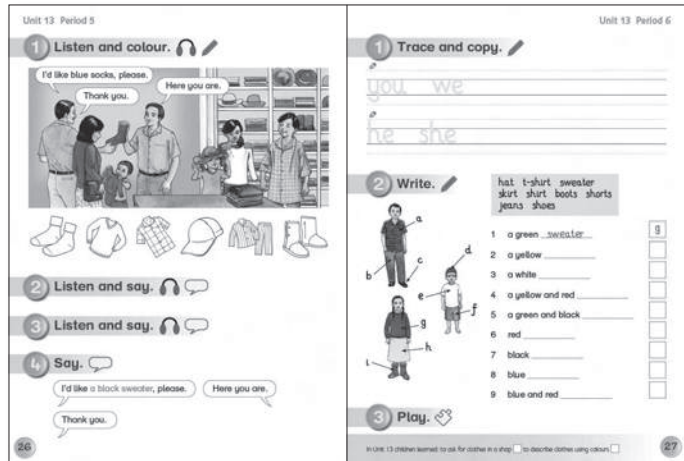 Unit 13 Period 5
1 Listen and colour.
I'd like blue socks, please.
Thank you.
Here you are.
2 Listen and say.
3 Listen and say.
4 Say.
I'd like a black sweater, please.
Here you are.
Thank you.
26
Unit 13 Period 6
1 Trace and copy.
you we
he she
2 Write.
hat t-shirt sweater
skirt shirt boots shorts
jeans shoes
a
b
c
d
e
f
g
h
i
1 a green sweater g
2 a yellow
3 a white
4 a yellow and red
5 a green and black
6 red
7 black
8 blue
9 blue and red
3 Play.
In Unit 13 children learned: to ask for clothes in a shop to describe clothes using colours
27